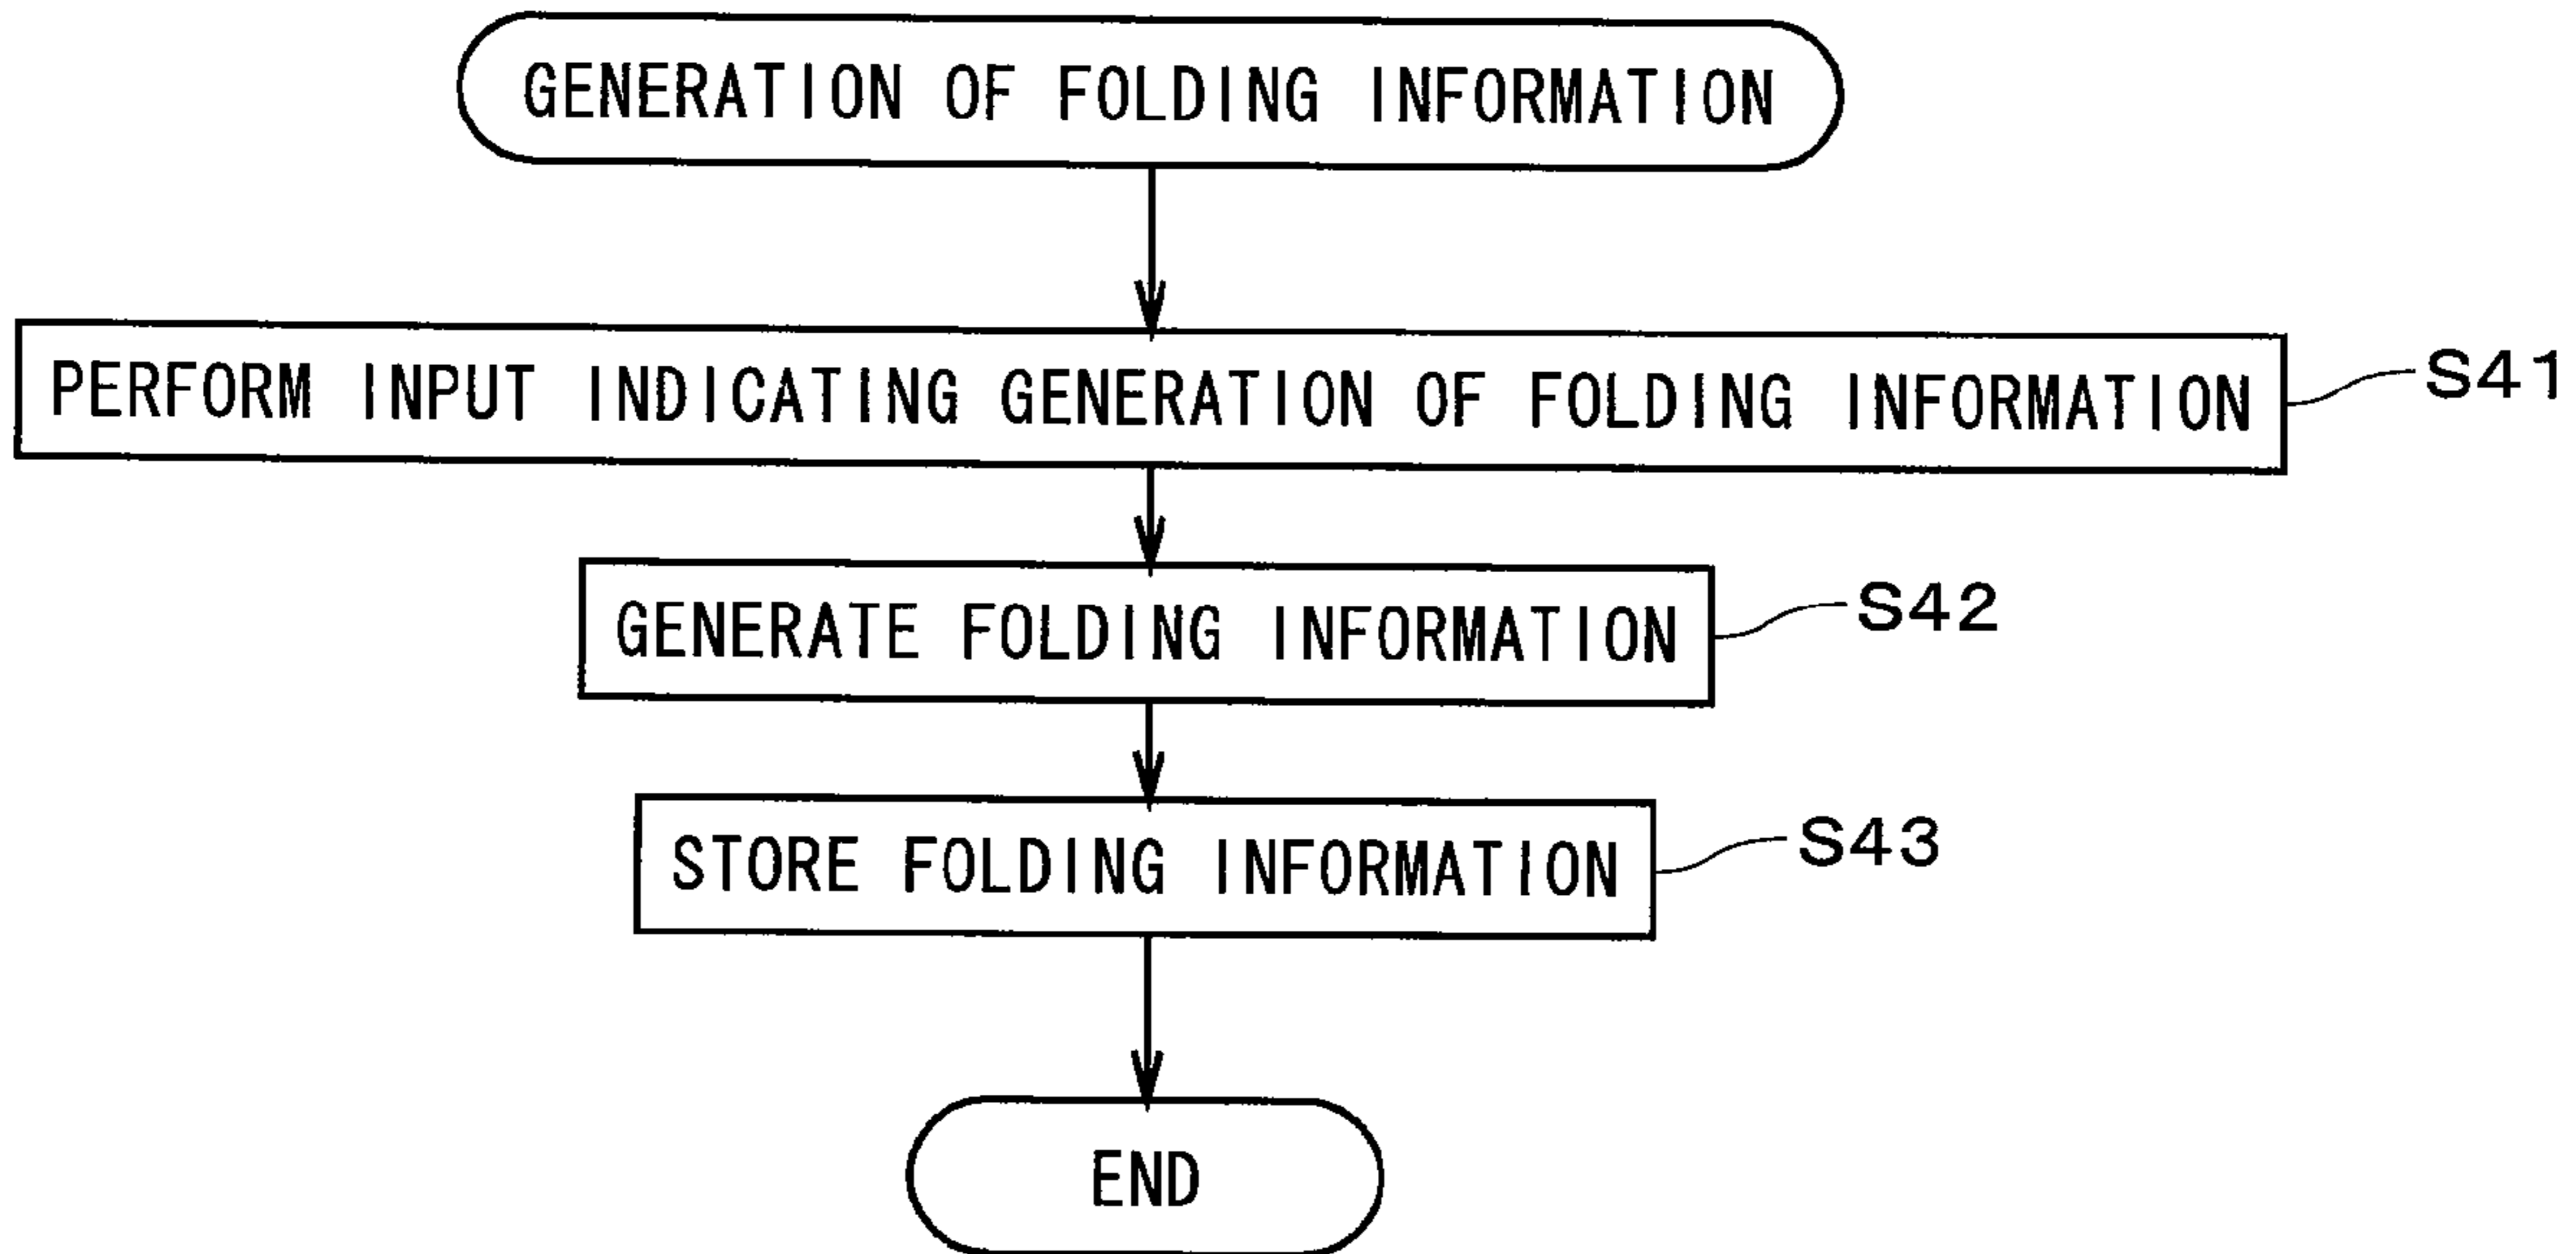 GENERATION OF FOLDING INFORMATION
PERFORM INPUT INDICATING GENERATION OF FOLDING INFORMATION
S41
GENERATE FOLDING INFORMATION
S42
STORE FOLDING INFORMATION
S43
END